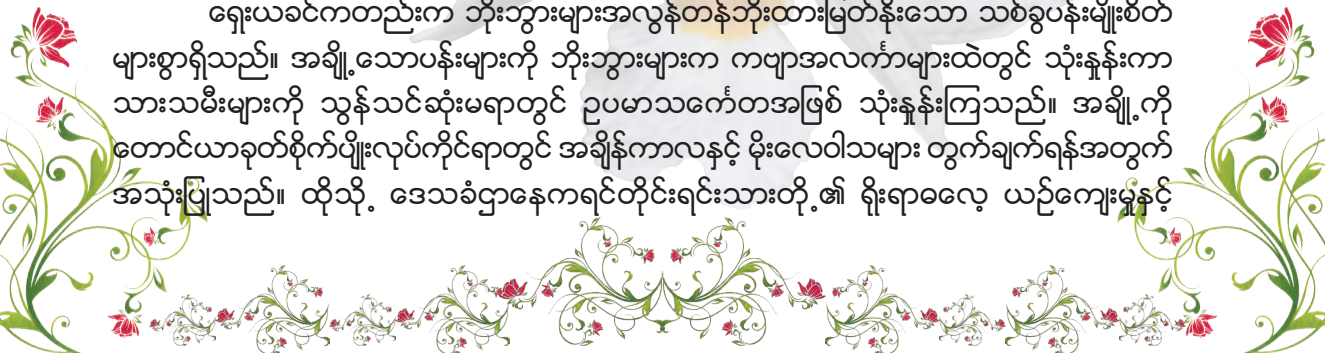 ရှေးယခင်ကတည်းက ဘိုးဘွားများအလွန်တန်ဘိုးထားမြတ်နိုးသော သစ်ခွပန်းမျိုးစိတ်
များစွာရှိသည်။ အချို့သောပန်းများကို ဘိုးဘွားများက ကဗျာအလင်္ကာများထဲတွင် သုံးနှုန်းကာ
သားသမီးများကို သွန်သင်ဆုံးမရာတွင် ဥပမာသင်္ကေတအဖြစ် သုံးနှုန်းကြသည်။ အချို့ကို
တောင်ယာခုတ်စိုက်ပျိုးလုပ်ကိုင်ရာတွင် အချိန်ကာလနှင့် မိုးလေဝါသများ တွက်ချက်ရန်အတွက်
အသုံးပြုသည်။ ထိုသို့ ဒေသခံဌာနေကရင်တိုင်းရင်းသားတို့၏ ရိုးရာဓလေ့ ယဉ်ကျေးမှုနှင့်